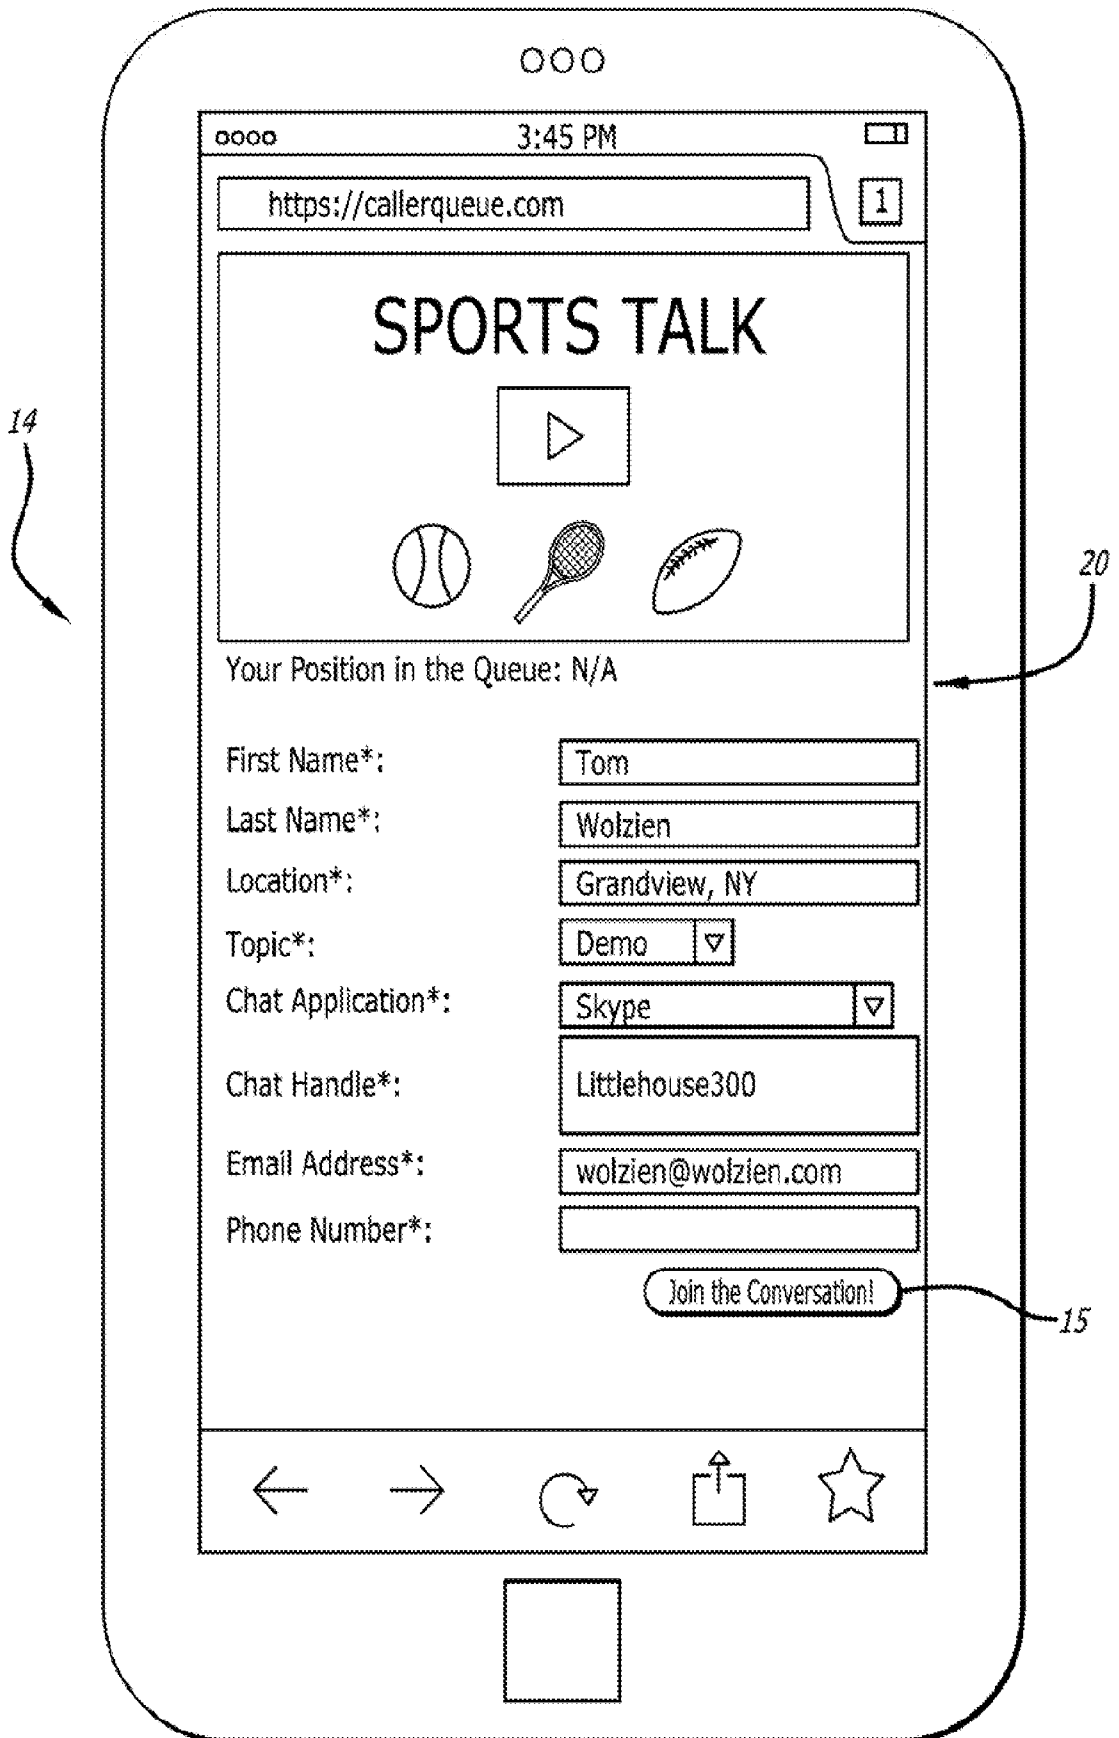 3:45 PM
https://callerqueue.com
1
SPORTS TALK
14
20
Your Position in the Queue: N/A
First Name*: Tom
Last Name*: Wolzien
Location*: Grandview, NY
Topic*: Demo
Chat Application*: Skype
Chat Handle*: Littlehouse300
Email Address*: wolzien@wolzien.com
Phone Number*:
Join the Conversation!
15